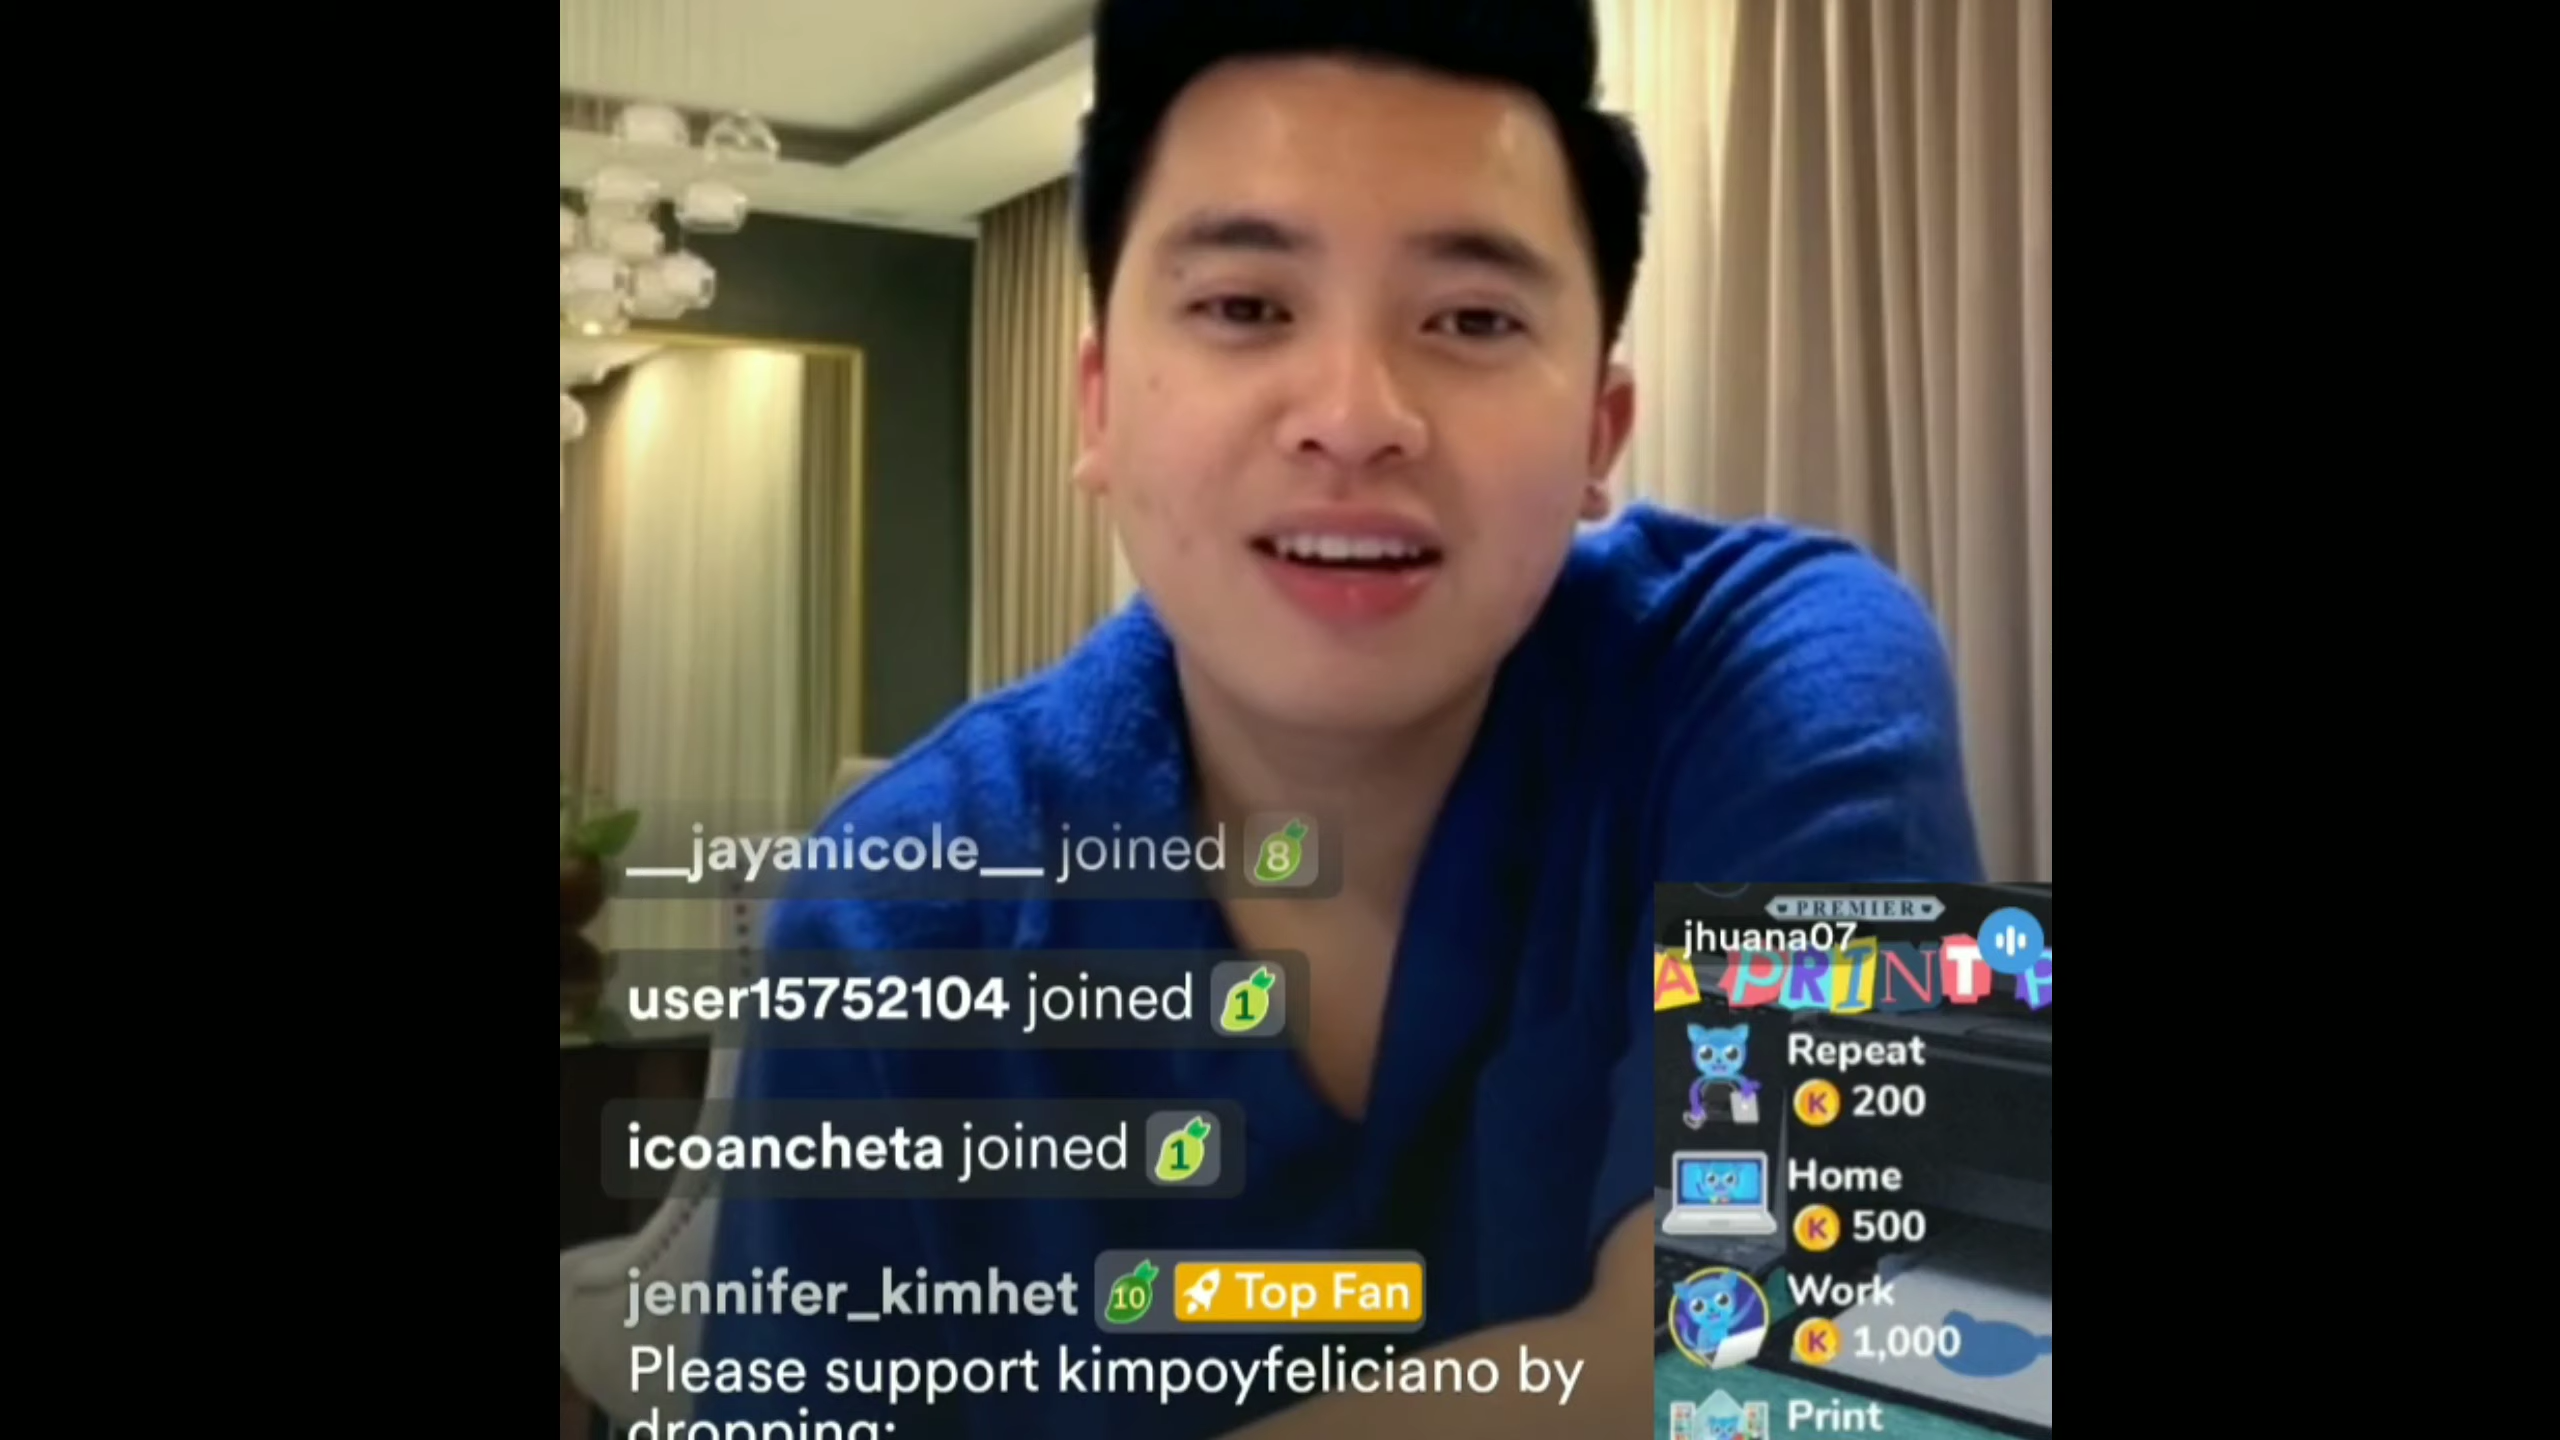 __jayanicole__ joined 8
user15752104 joined 1
icoancheta joined 1
jennifer_kimhet 10 Top Fan
Please support kimpoyfeliciano by
dropping:
PREMIER
jhuana07
A PRINT P
Repeat
K 200
Home
K 500
Work
K 1,000
Print